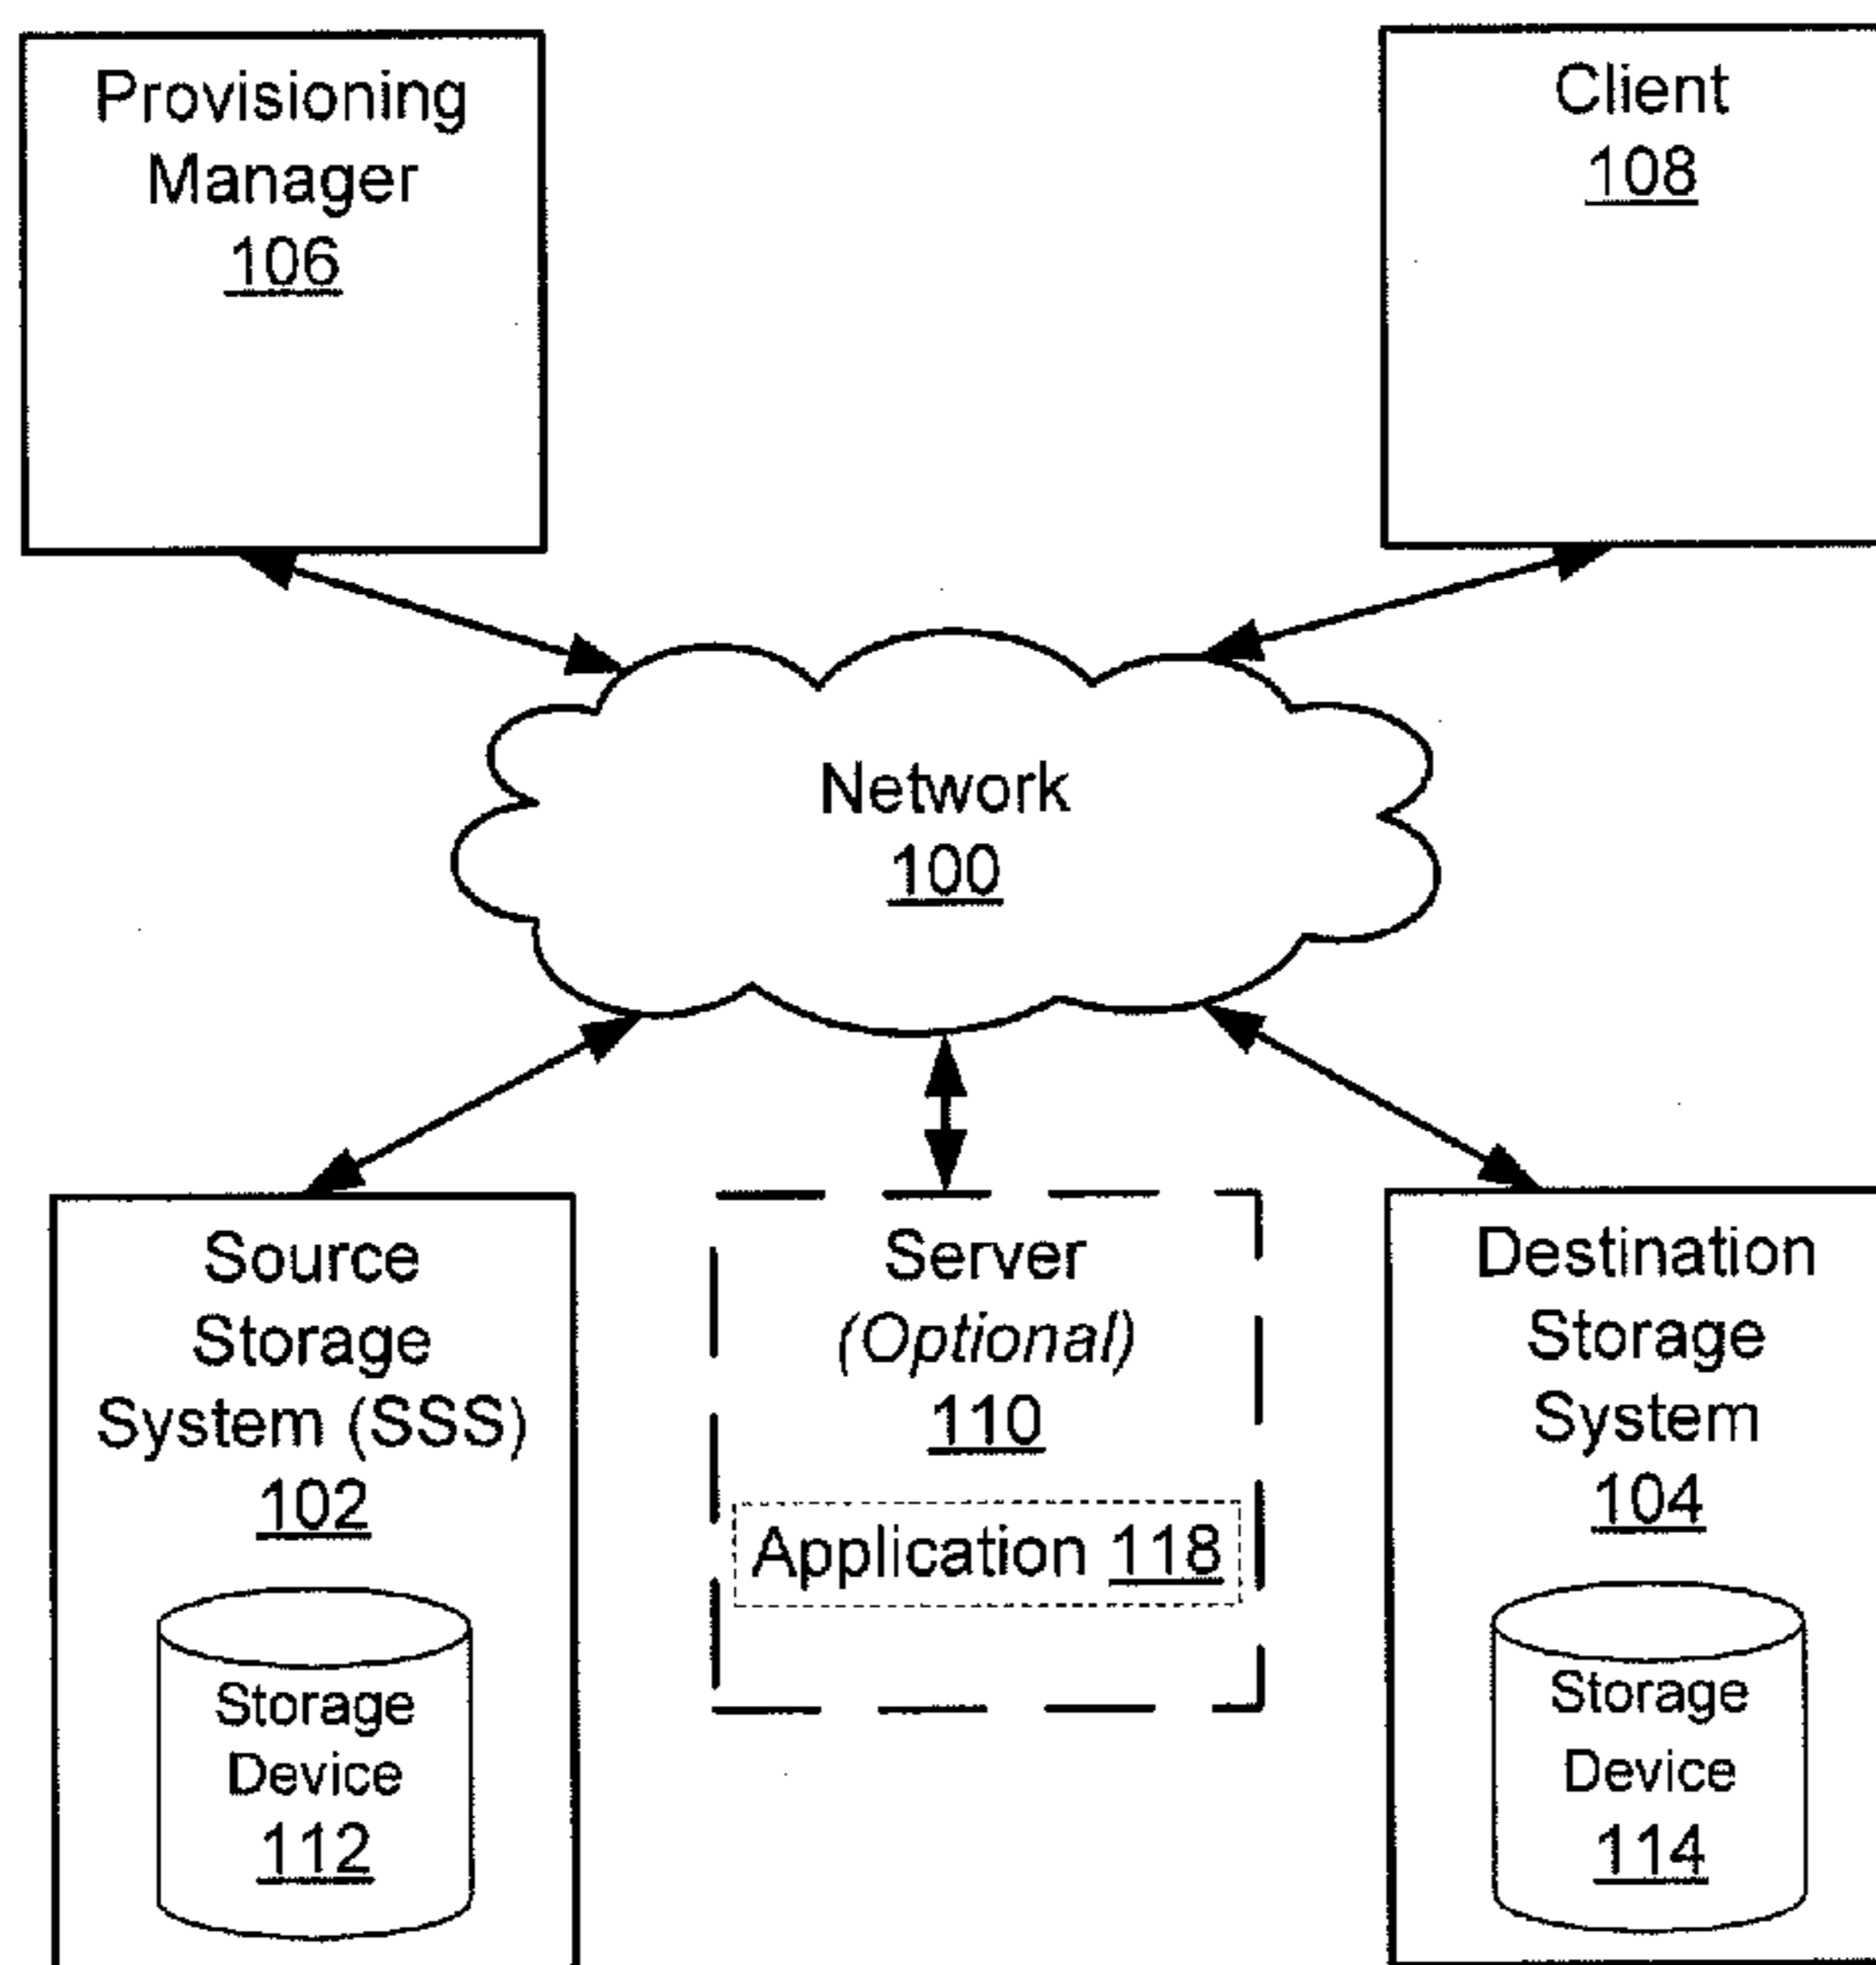 Provisioning
Manager
106
Client
108
Network
100
Source
Storage
System (SSS)
102
Storage
Device
112
Server
(Optional)
110
Application 118
Destination
Storage
System
104
Storage
Device
114